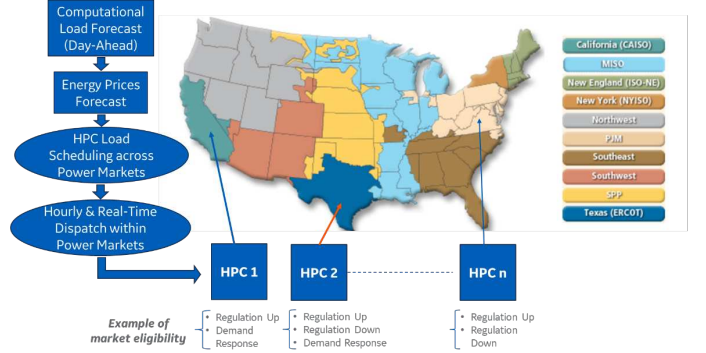 Computational
Load Forecast
(Day-Ahead)
Energy Prices
Forecast
HPC Load
Scheduling across
Power Markets
Hourly & Real-Time
Dispatch within
Power Markets
California (CAISO)
MISO
New England (ISO-NE)
New York (NYISO)
Northwest
PJM
Southeast
Southwest
SPP
Texas (ERCOT)
HPC 1
HPC 2
HPC n
Example of
market eligibility
• Regulation Up
• Demand
Response
• Regulation Up
• Regulation Down
• Demand Response
• Regulation Up
• Regulation
Down